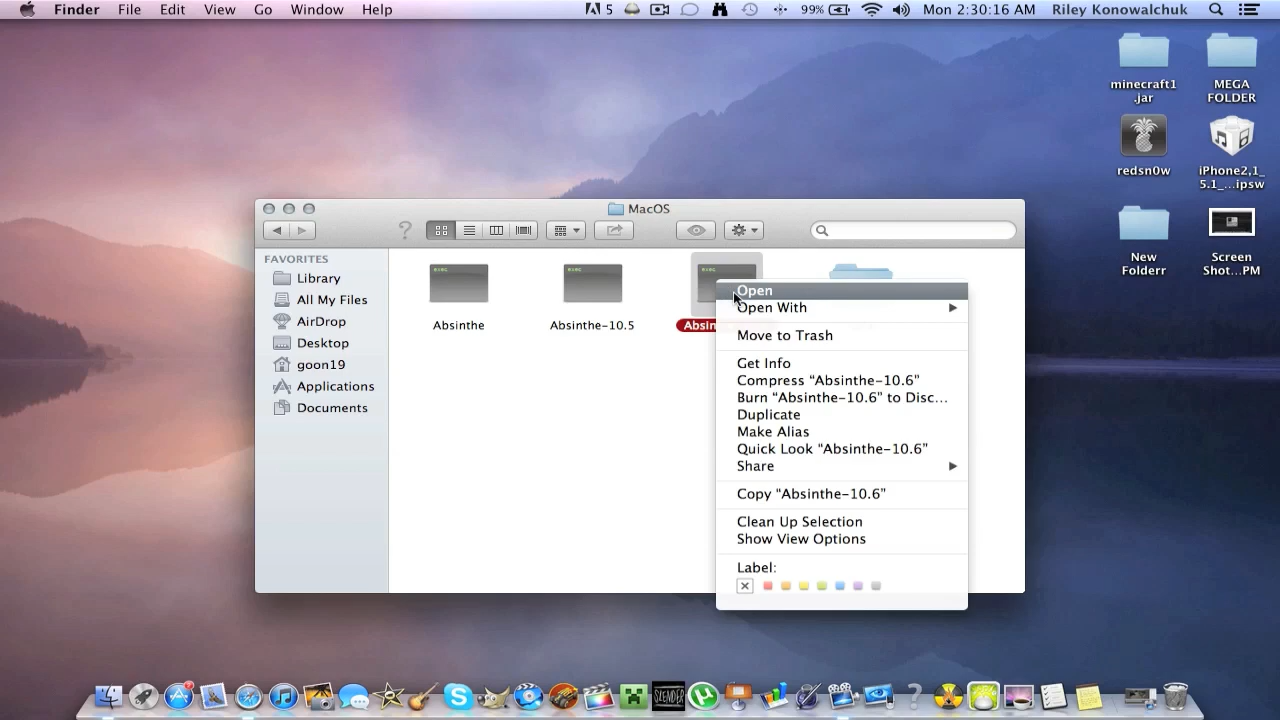 Finder File Edit View Go Window Help
5 99% Mon 2:30:16 AM Riley Konowalchuk
minecraft1
.jar
MEGA
FOLDER
redsn0w
iPhone2,1_
5.1_...ipsw
New
Folderr
Screen
Shot...PM
MacOS
FAVORITES
Library
All My Files
AirDrop
Desktop
goon19
Applications
Documents
exec
Absinthe
exec
Absinthe-10.5
exec
Absin
Open
Open With
Move to Trash
Get Info
Compress “Absinthe-10.6”
Burn “Absinthe-10.6” to Disc...
Duplicate
Make Alias
Quick Look “Absinthe-10.6”
Share
Copy “Absinthe-10.6”
Clean Up Selection
Show View Options
Label:
SLENDER